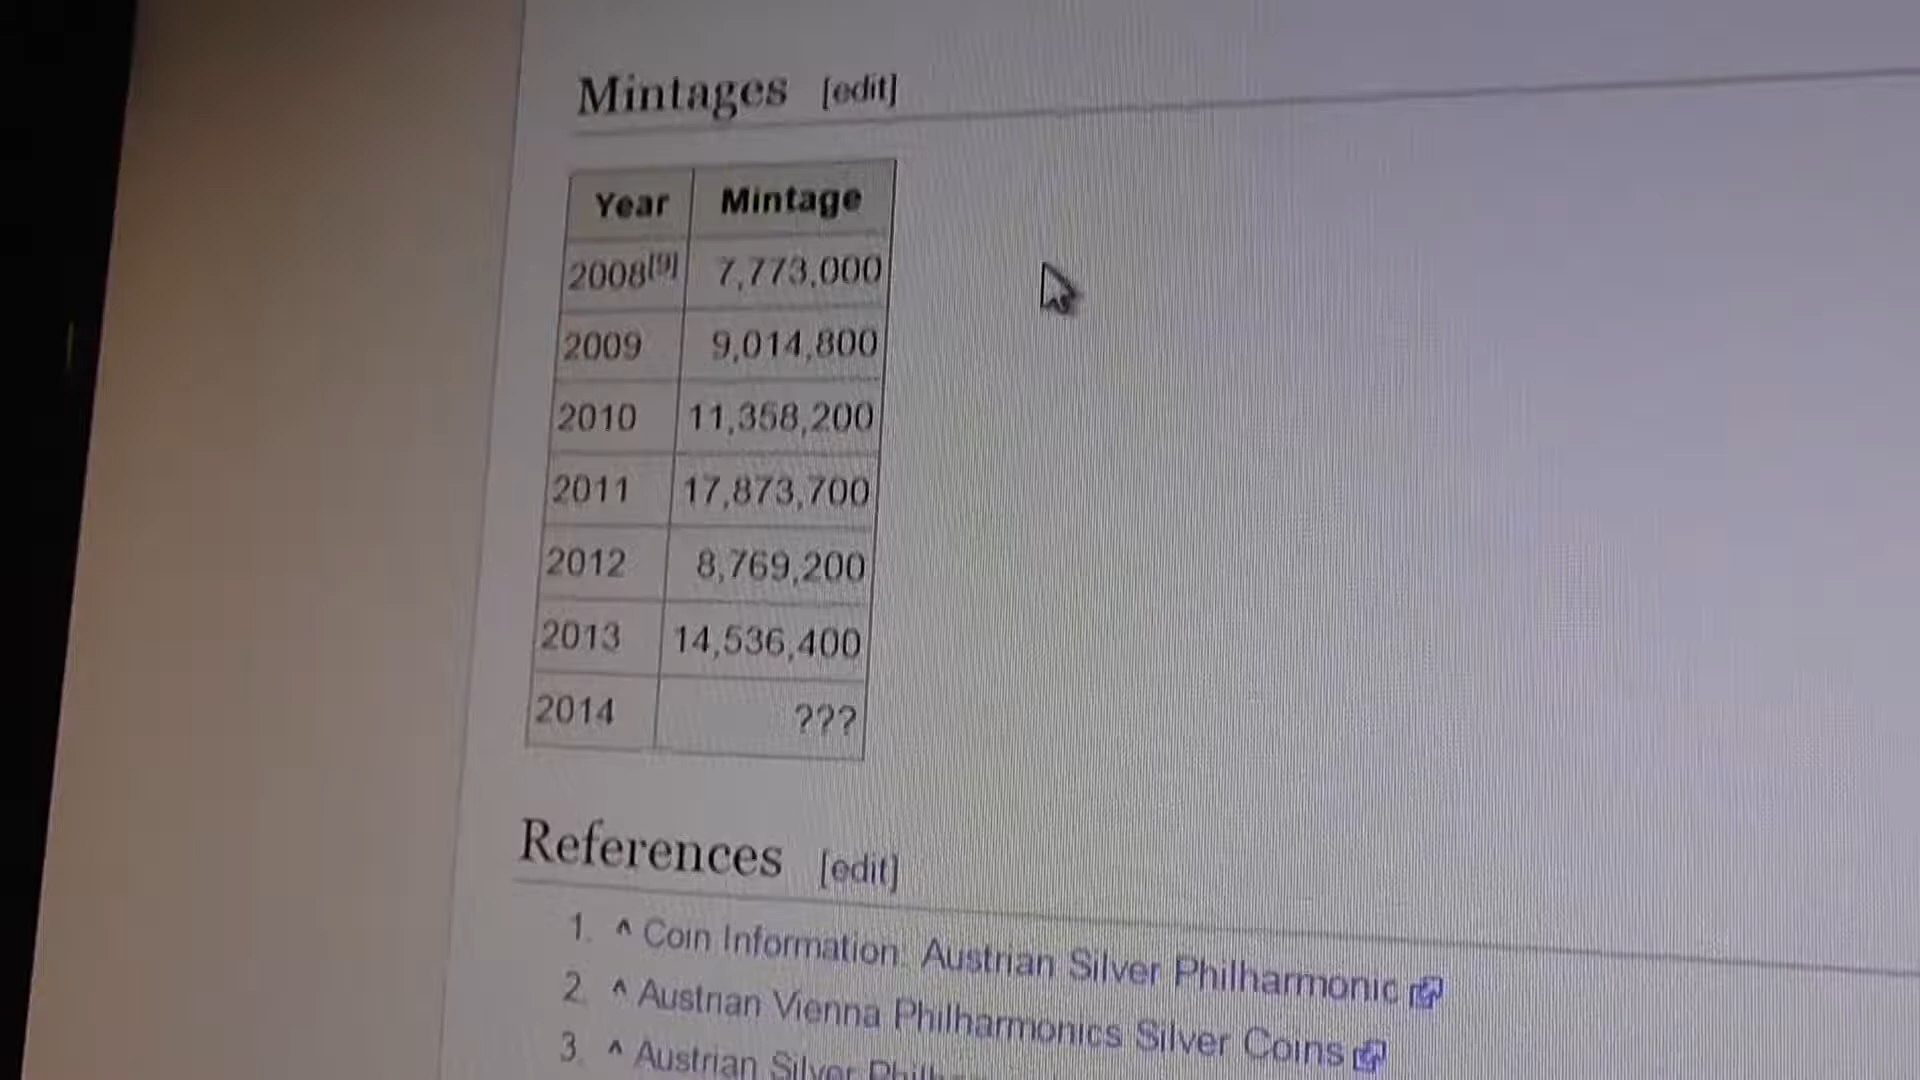 Mintages [edit]
Year Mintage
2008[9] 7,773,000
2009 9,014,800
2010 11,358,200
2011 17,873,700
2012 8,769,200
2013 14,536,400
2014 ???
References [edit]
1. ^ Coin Information: Austrian Silver Philharmonic
2. ^ Austrian Vienna Philharmonics Silver Coins
3. ^ Austrian Silver